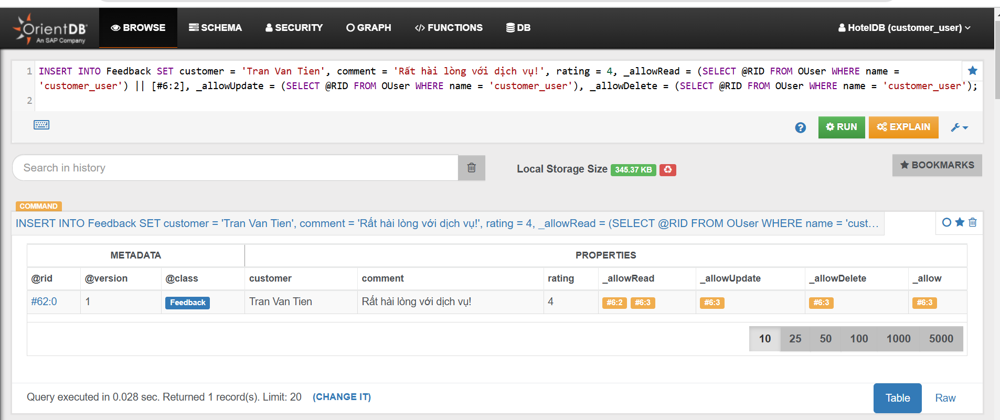 OrientDB
An SAP Company
BROWSE SCHEMA SECURITY GRAPH </> FUNCTIONS DB HotelDB (customer_user)
1 INSERT INTO Feedback SET customer = 'Tran Van Tien', comment = 'Rất hài lòng với dịch vụ!', rating = 4, _allowRead = (SELECT @RID FROM OUser WHERE name =
'customer_user') || [#6:2], _allowUpdate = (SELECT @RID FROM OUser WHERE name = 'customer_user'), _allowDelete = (SELECT @RID FROM OUser WHERE name = 'customer_user');
2
? RUN EXPLAIN
Search in history
Local Storage Size 345.37 KB
BOOKMARKS
COMMAND
INSERT INTO Feedback SET customer = 'Tran Van Tien', comment = 'Rất hài lòng với dịch vụ!', rating = 4, _allowRead = (SELECT @RID FROM OUser WHERE name = 'cust...
METADATA PROPERTIES
@rid @version @class customer comment rating _allowRead _allowUpdate _allowDelete _allow
#62:0 1 Feedback Tran Van Tien Rất hài lòng với dịch vụ! 4 #6:2 #6:3 #6:3 #6:3 #6:3
10 25 50 100 1000 5000
Query executed in 0.028 sec. Returned 1 record(s). Limit: 20 (CHANGE IT)
Table Raw